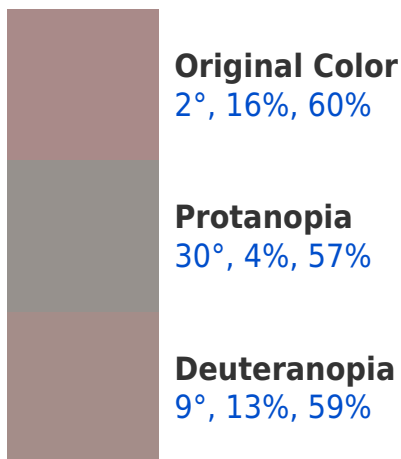 Original Color
2°, 16%, 60%
Protanopia
30°, 4%, 57%
Deuteranopia
9°, 13%, 59%